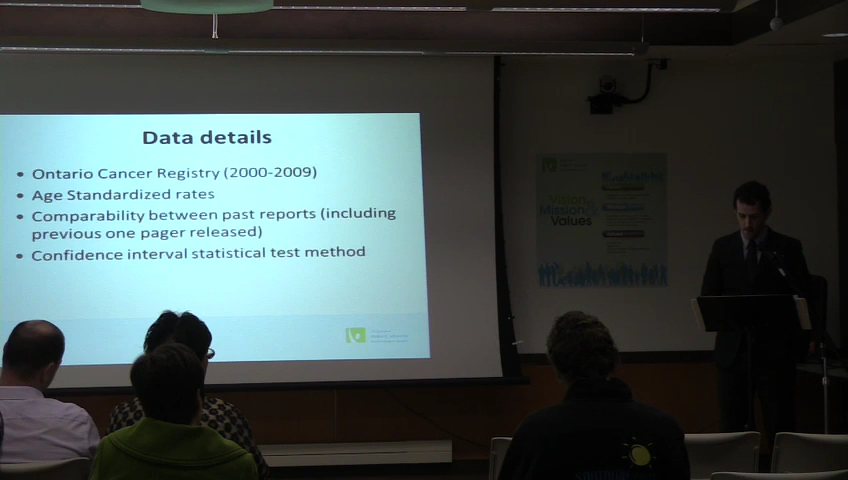 Data details
• Ontario Cancer Registry (2000-2009)
• Age Standardized rates
• Comparability between past reports (including
previous one pager released)
• Confidence interval statistical test method
Vision
Mission &
Values